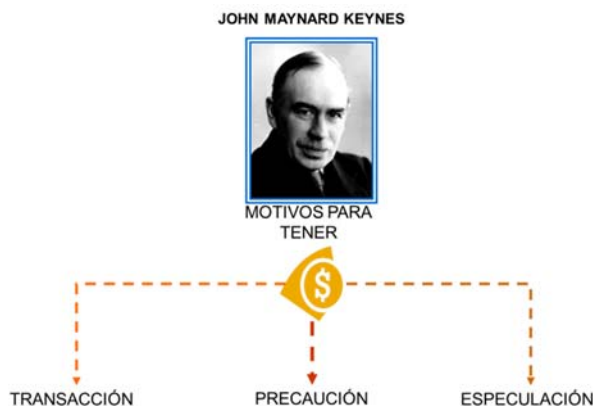 JOHN MAYNARD KEYNES
MOTIVOS PARA
TENER
$
TRANSACCIÓN
PRECAUCIÓN
ESPECULACIÓN